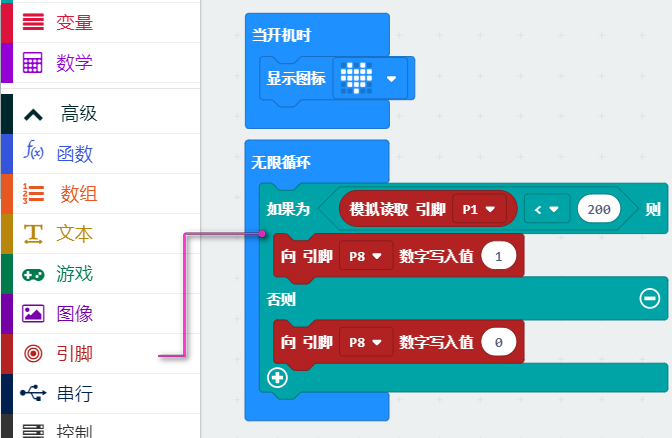 变量
数学
高级
f(x) 函数
数组
文本
游戏
图像
引脚
串行
控制
当开机时
显示图标
无限循环
如果为 模拟读取 引脚 P1 < 200 则
向 引脚 P8 数字写入值 1
否则
向 引脚 P8 数字写入值 0